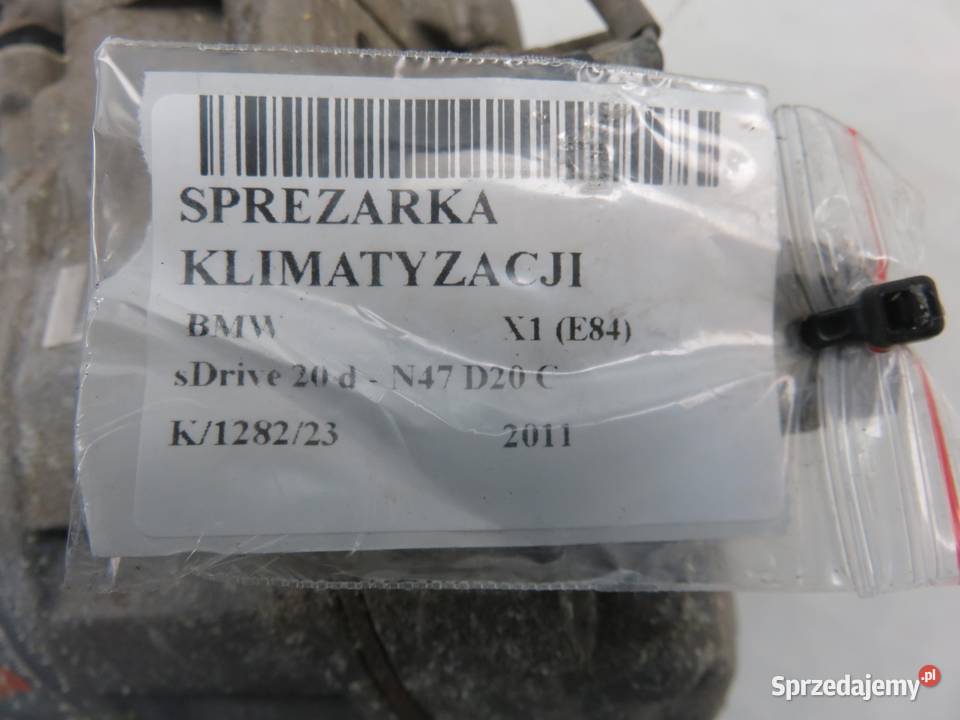 SPREZARKA
KLIMATYZACJI
BMW X1 (E84)
sDrive 20 d - N47 D20 C
K/1282/23 2011
Sprzedajemy.pl